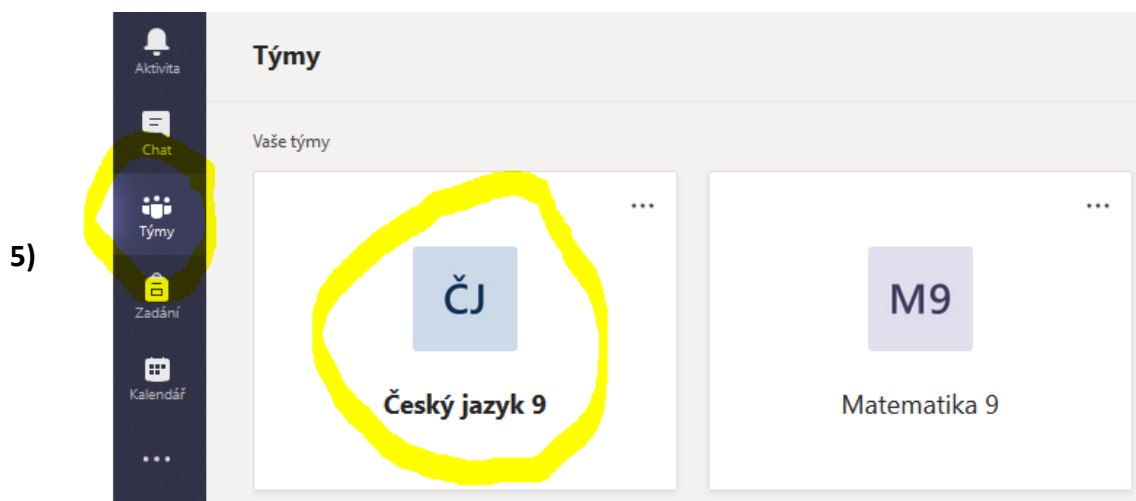 5)
Aktivita
Chat
Týmy
Zadání
Kalendář
Týmy
Vaše týmy
ČJ
Český jazyk 9
M9
Matematika 9